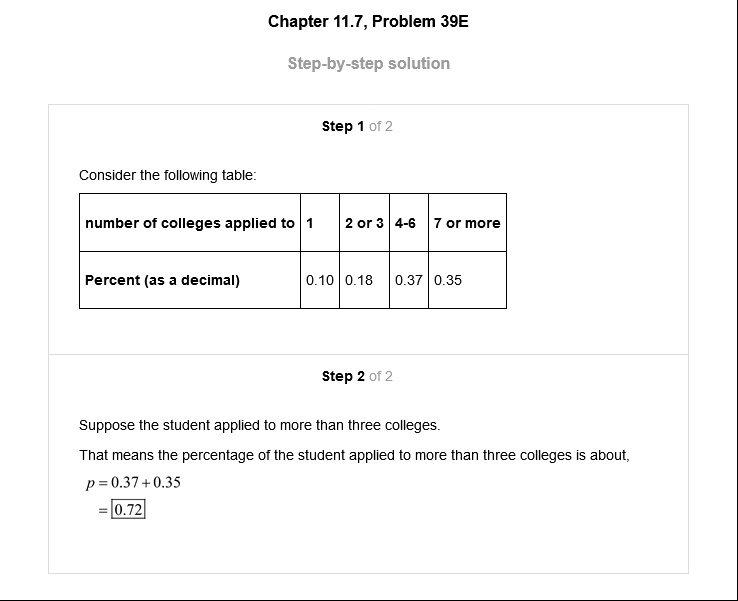 Chapter 11.7, Problem 39E
Step-by-step solution
Step 1 of 2
Consider the following table:
number of colleges applied to 1 2 or 3 4-6 7 or more
Percent (as a decimal) 0.10 0.18 0.37 0.35
Step 2 of 2
Suppose the student applied to more than three colleges.
That means the percentage of the student applied to more than three colleges is about,
p = 0.37 + 0.35
= 0.72